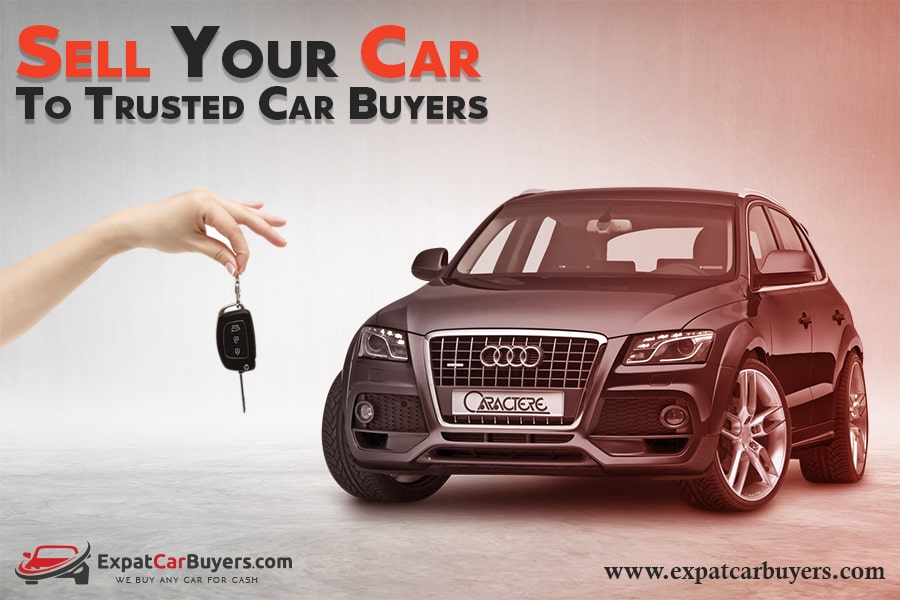 Sell Your Car
To Trusted Car Buyers
CARACTERE
ExpatCarBuyers.com
WE BUY ANY CAR FOR CASH
www.expatcarbuyers.com